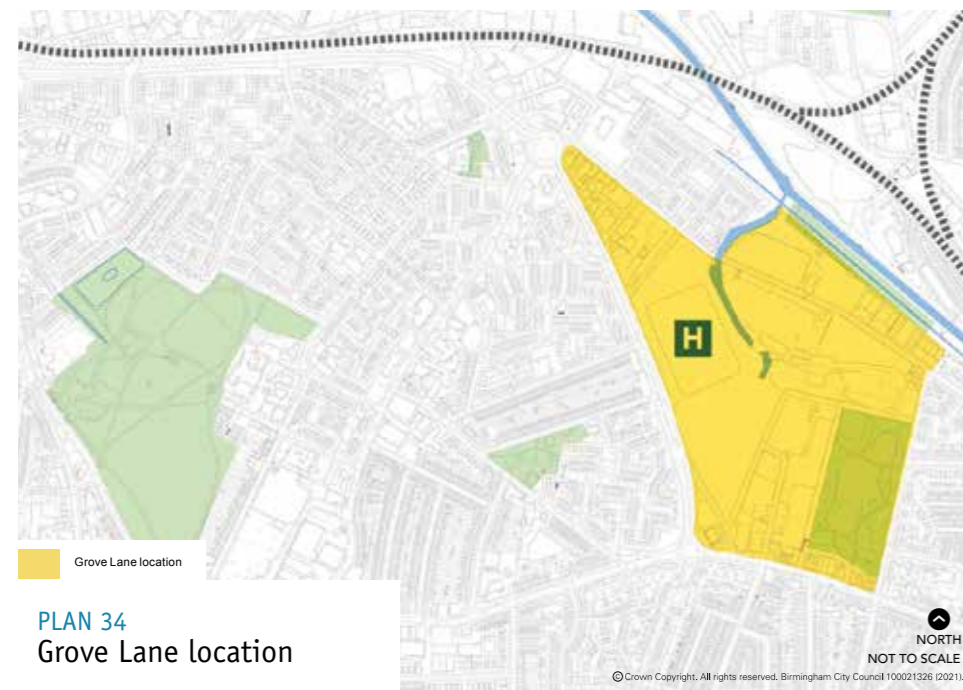 H
Grove Lane location
PLAN 34
Grove Lane location
NORTH
NOT TO SCALE
© Crown Copyright. All rights reserved. Birmingham City Council 100021326 (2021).